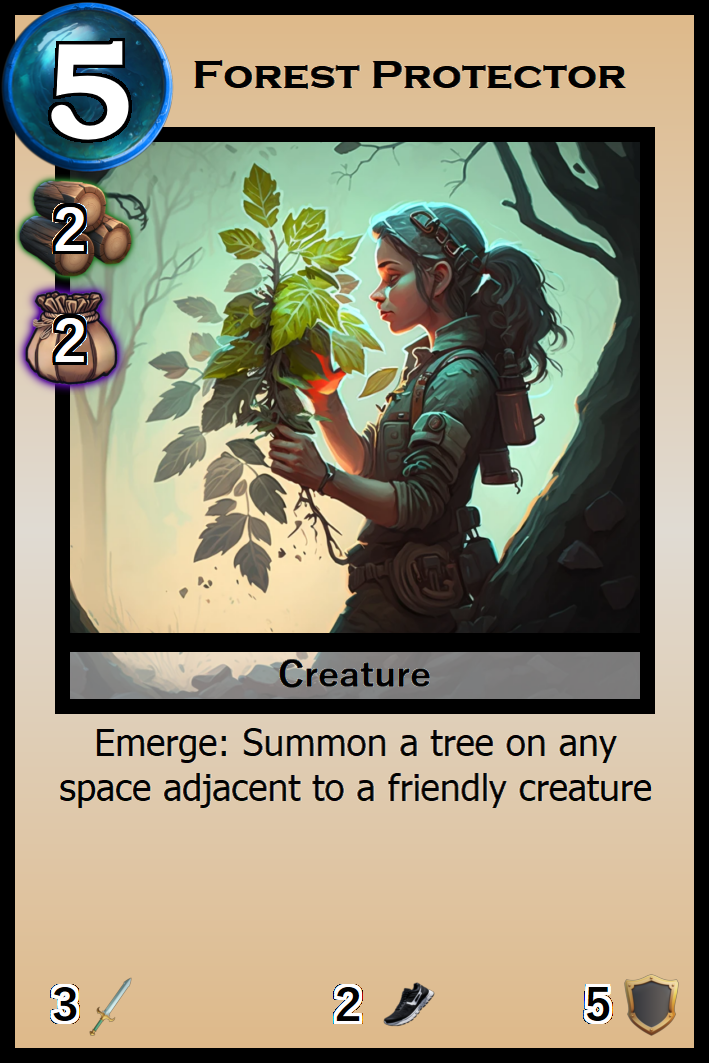 5
Forest Protector
2
2
Creature
Emerge: Summon a tree on any
space adjacent to a friendly creature
3 2 5